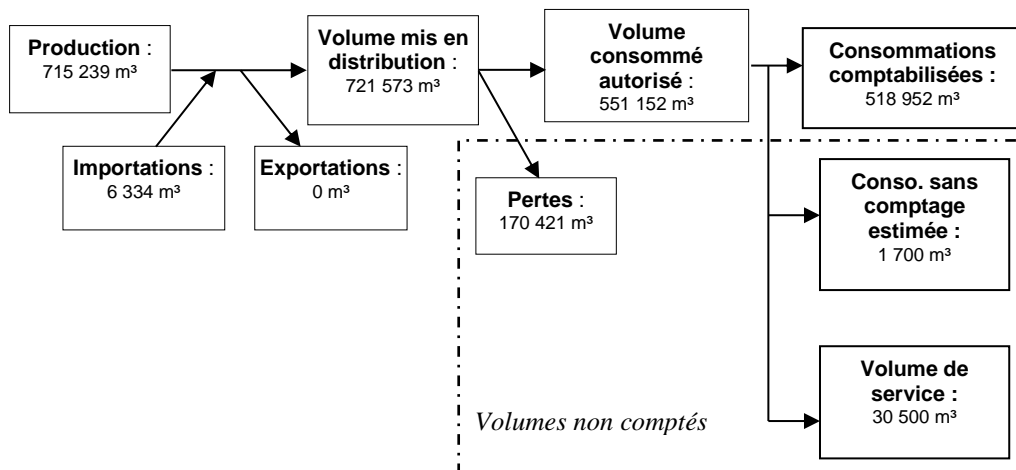 Production :
715 239 m³
Volume mis en
distribution :
721 573 m³
Volume
consommé
autorisé :
551 152 m³
Consommations
comptabilisées :
518 952 m³
Importations :
6 334 m³
Exportations :
0 m³
Pertes :
170 421 m³
Conso. sans
comptage
estimée :
1 700 m³
Volume de
service :
30 500 m³
Volumes non comptés